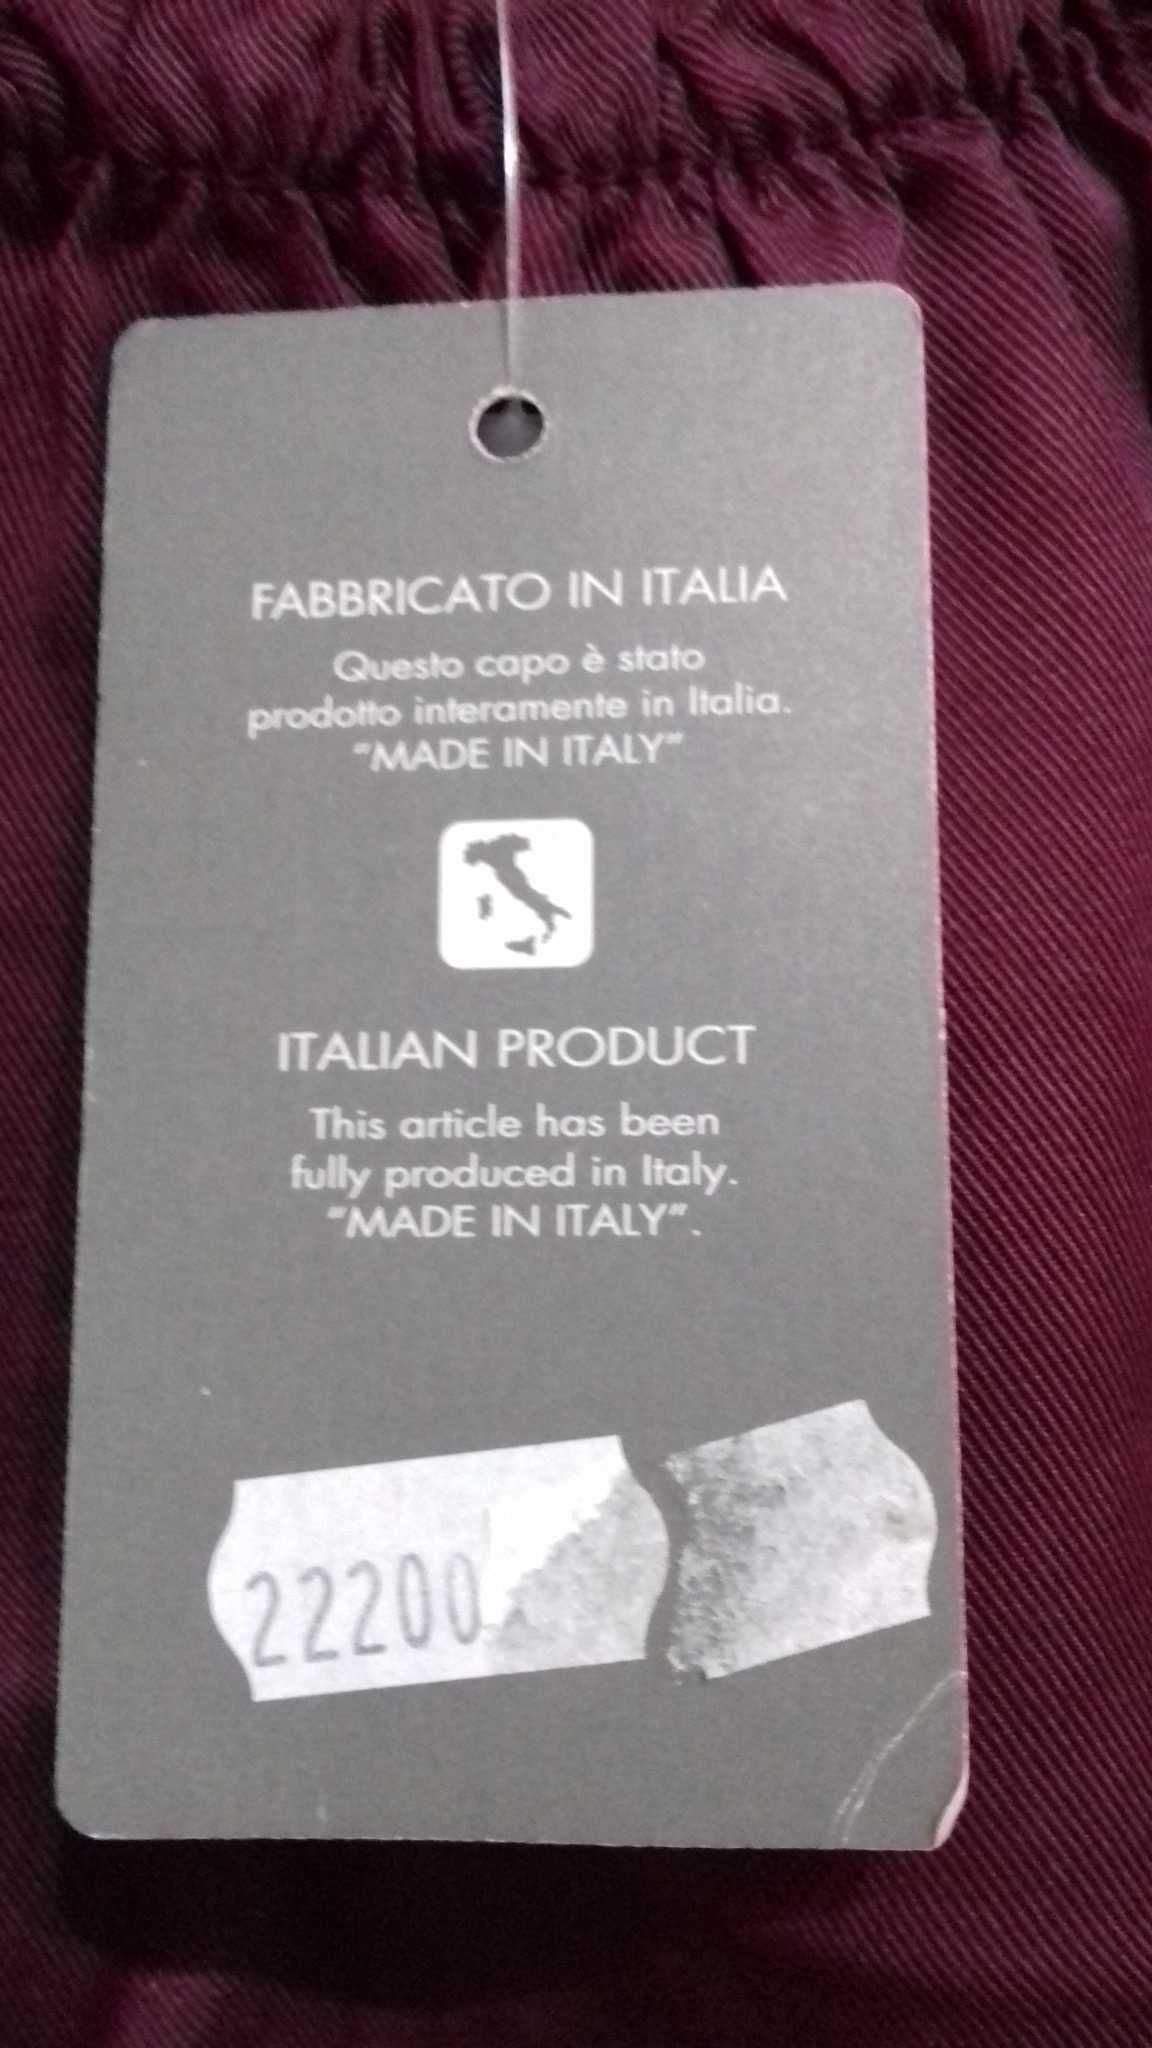 FABBRICATO IN ITALIA
Questo capo è stato
prodotto interamente in Italia.
"MADE IN ITALY"
ITALIAN PRODUCT
This article has been
fully produced in Italy.
"MADE IN ITALY".
22200